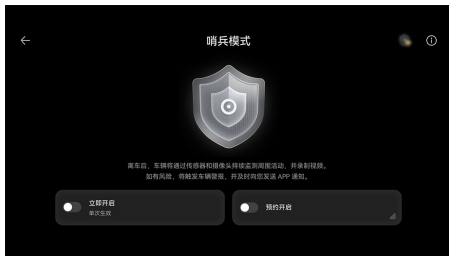 哨兵模式
离车后，车辆将通过传感器和摄像头持续监测周围活动，并录制视频。
如有风险，将触发车辆警报，并及时向您发送 APP 通知。
立即开启
单次生效
预约开启